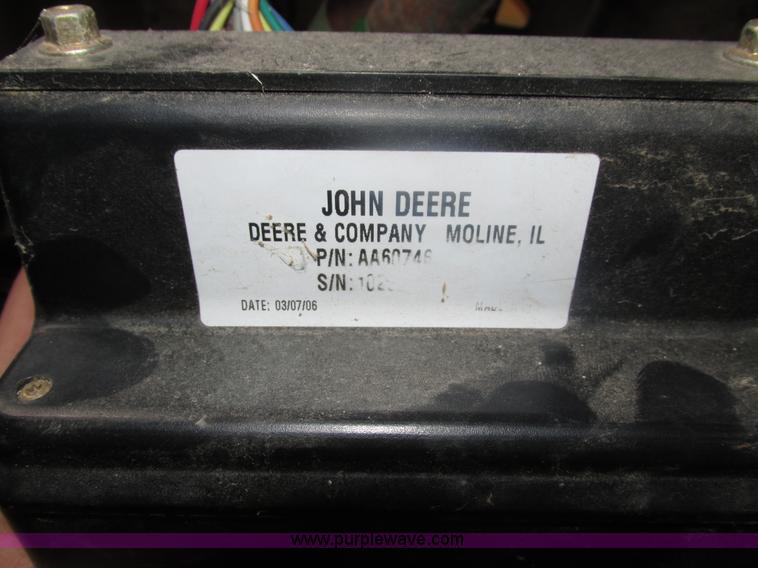 JOHN DEERE
DEERE & COMPANY MOLINE, IL
P/N: AA60746
S/N:
DATE: 03/07/06
www.purplewave.com